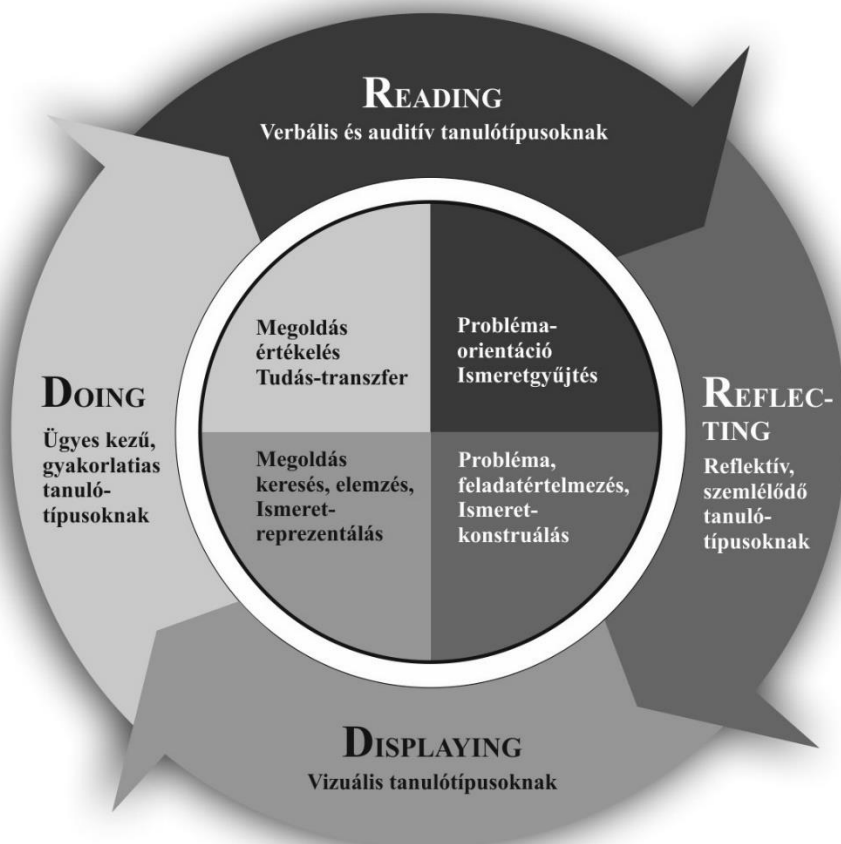 READING
Verbális és auditív tanulótípusoknak
Megoldás
értékelés
Tudás-transzfer
Probléma-
orientáció
Ismeretgyűjtés
DOING
Ügyes kezű,
gyakorlatias
tanuló-
típusoknak
REFLEC-
TING
Reflektív,
szemlélődő
tanuló-
típusoknak
Megoldás
keresés, elemzés,
Ismeret-
reprezentálás
Probléma,
feladatértelmezés,
Ismeret-
konstruálás
DISPLAYING
Vizuális tanulótípusoknak